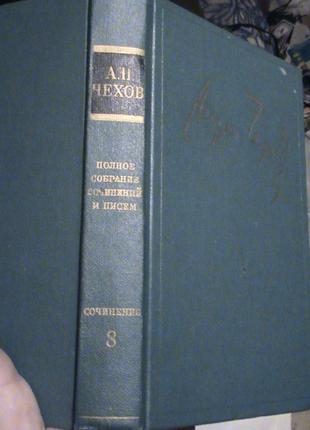 А.П.
ЧЕХОВ
ПОЛНОЕ
СОБРАНИЕ
СОЧИНЕНИЙ
И ПИСЕМ
СОЧИНЕНИЯ
8